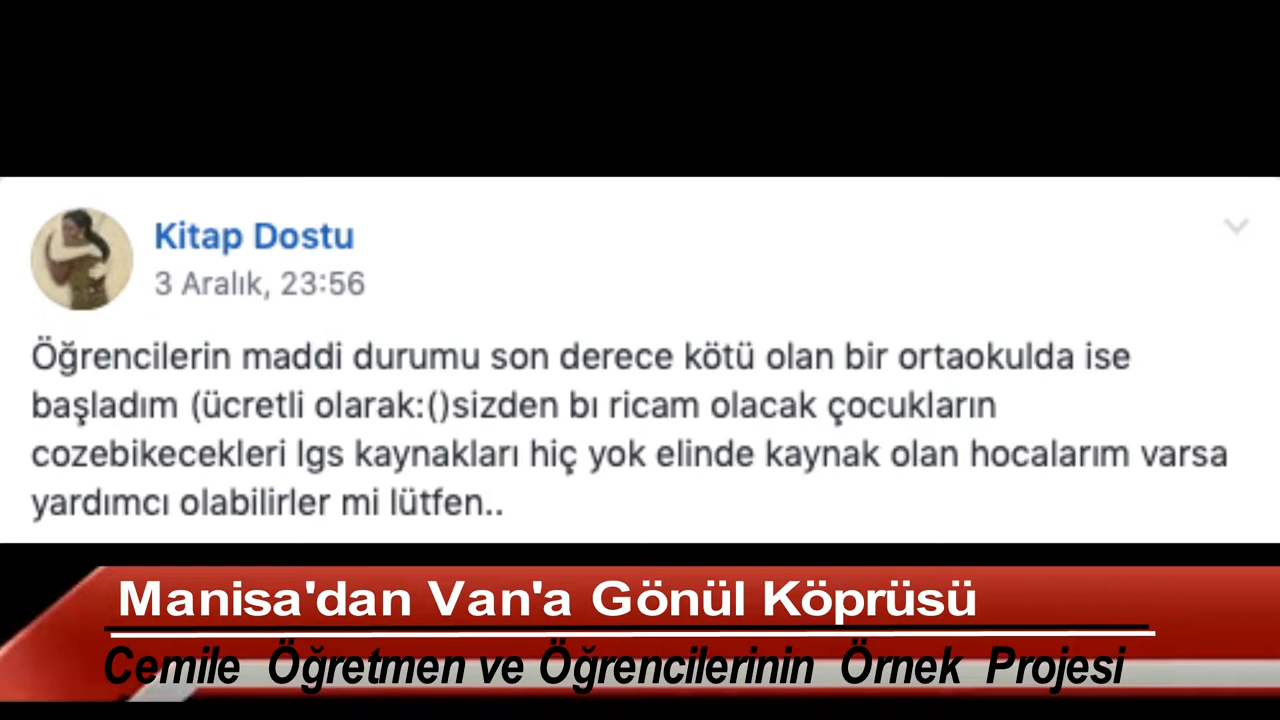 Kitap Dostu
3 Aralık, 23:56
Öğrencilerin maddi durumu son derece kötü olan bir ortaokulda ise
başladım (ücretli olarak:()sizden bı ricam olacak çocukların
cozebikecekleri lgs kaynakları hiç yok elinde kaynak olan hocalarım varsa
yardımcı olabilirler mi lütfen..
Manisa'dan Van'a Gönül Köprüsü
Cemile Öğretmen ve Öğrencilerinin Örnek Projesi